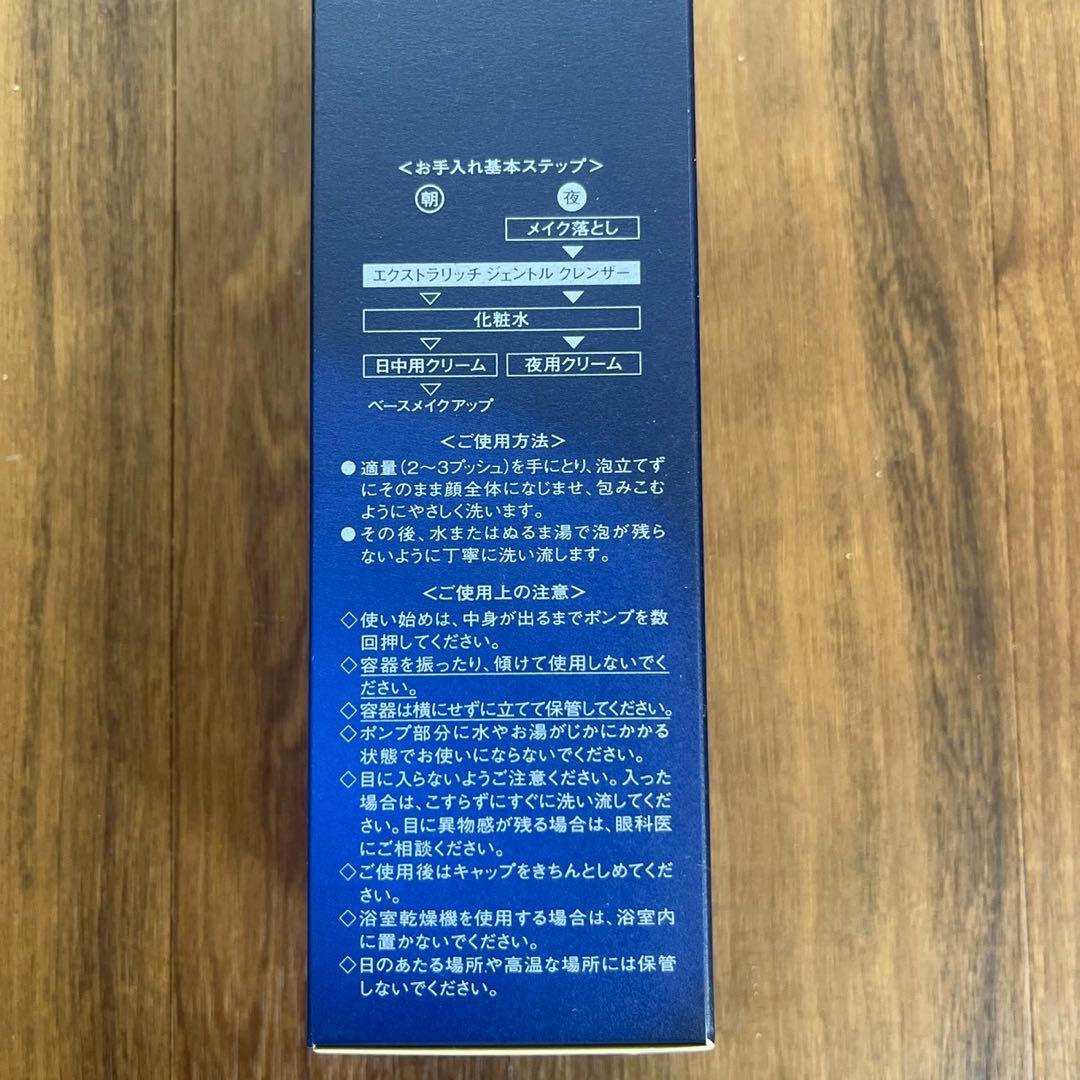 ＜お手入れ基本ステップ＞
朝 夜
メイク落とし
エクストラリッチ ジェントル クレンザー
化粧水
日中用クリーム 夜用クリーム
ベースメイクアップ
＜ご使用方法＞
●適量(2〜3プッシュ)を手にとり、泡立てず
にそのまま顔全体になじませ、包みこむ
ようにやさしく洗います。
●その後、水またはぬるま湯で泡が残ら
ないように丁寧に洗い流します。
＜ご使用上の注意＞
◇使い始めは、中身が出るまでポンプを数
回押してください。
◇容器を振ったり、傾けて使用しないでく
ださい。
◇容器は横にせずに立てて保管してください。
◇ポンプ部分に水やお湯がじかにかかる
状態でお使いにならないでください。
◇目に入らないようご注意ください。入った
場合は、こすらずにすぐに洗い流してくだ
さい。目に異物感が残る場合は、眼科医
にご相談ください。
◇ご使用後はキャップをきちんとしめてくだ
さい。
◇浴室乾燥機を使用する場合は、浴室内
に置かないでください。
◇日のあたる場所や高温な場所には保管
しないでください。